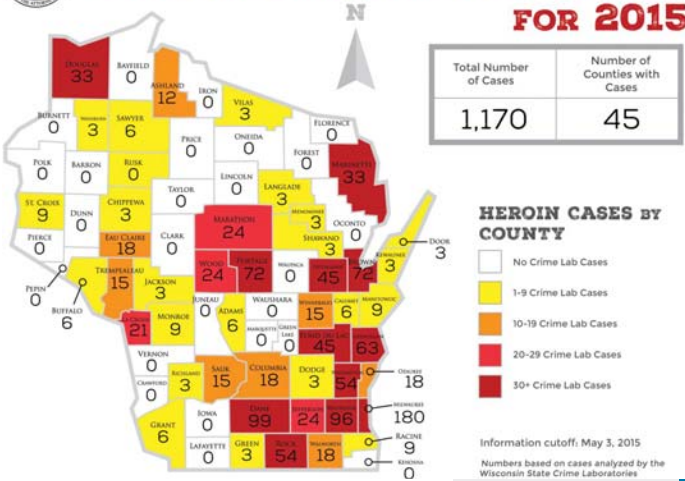 FOR 2015
N
Total Number of Cases
Number of Counties with Cases
1,170
45
DOUGLAS
33
BAYFIELD
0
ASHLAND
12
IRON
0
VILAS
3
BURNETT
0
WASHBURN
3
SAWYER
6
PRICE
0
ONEIDA
0
FLORENCE
0
FOREST
0
MARINETTE
33
POLK
0
BARRON
0
RUSK
0
LINCOLN
0
TAYLOR
0
LANGLADE
3
MENOMINEE
3
OCONTO
0
ST. CROIX
9
DUNN
0
CHIPPEWA
3
CLARK
0
MARATHON
24
SHAWANO
3
DOOR
3
PIERCE
0
EAU CLAIRE
18
PEPIN
0
BUFFALO
6
TREMPEALEAU
15
JACKSON
3
WOOD
24
PORTAGE
72
WAUPACA
0
OUTAGAMIE
45
BROWN
72
KEWAUNEE
3
LA CROSSE
21
MONROE
9
JUNEAU
0
ADAMS
6
WAUSHARA
0
WINNEBAGO
15
CALUMET
6
MANITOWOC
9
MARQUETTE
0
GREEN LAKE
0
FOND DU LAC
45
63
VERNON
0
CRAWFORD
0
RICHLAND
3
SAUK
15
COLUMBIA
18
DODGE
3
54
OZAUKEE
18
GRANT
6
IOWA
0
DANE
99
JEFFERSON
24
WAUKESHA
96
MILWAUKEE
180
LAFAYETTE
0
GREEN
3
ROCK
54
WALWORTH
18
RACINE
9
KENOSHA
0
HEROIN CASES BY
COUNTY
No Crime Lab Cases
1-9 Crime Lab Cases
10-19 Crime Lab Cases
20-29 Crime Lab Cases
30+ Crime Lab Cases
Information cutoff: May 3, 2015
Numbers based on cases analyzed by the
Wisconsin State Crime Laboratories